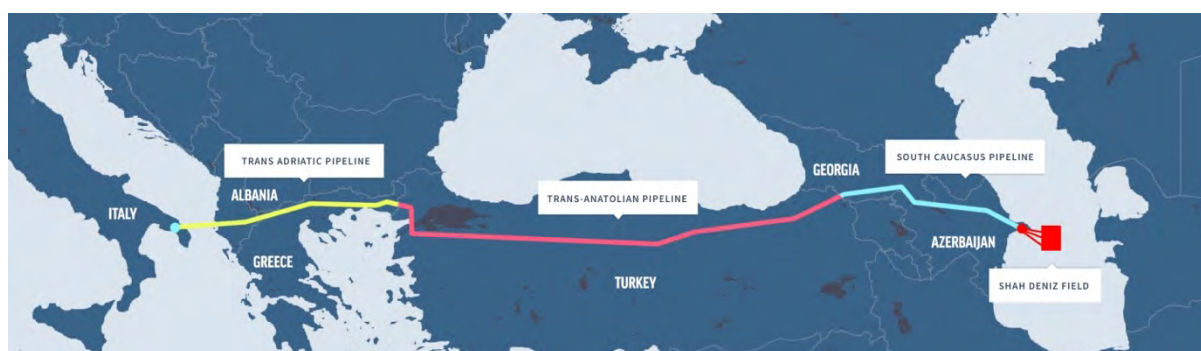 TRANS ADRIATIC PIPELINE
ALBANIA
ITALY
GREECE
TRANS-ANATOLIAN PIPELINE
TURKEY
GEORGIA
SOUTH CAUCASUS PIPELINE
AZERBAIJAN
SHAH DENIZ FIELD